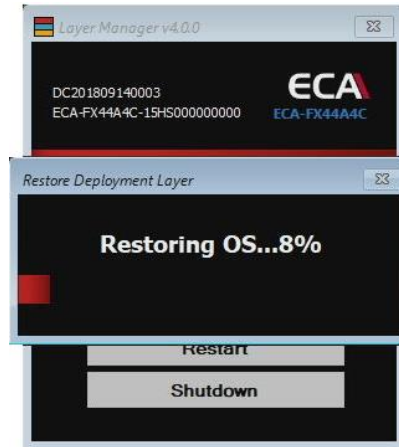 Layer Manager v4.0.0
DC201809140003
ECA-FX44A4C-15HS000000000
ECA
ECA-FX44A4C
Restore Deployment Layer
Restoring OS...8%
Restart
Shutdown